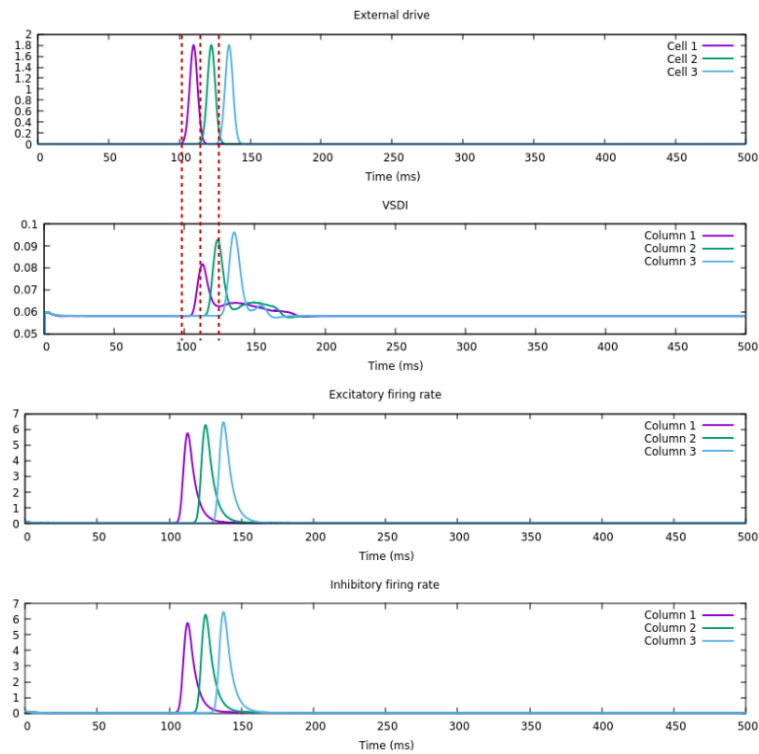 External drive
2
1.8
1.6
1.4
1.2
1
0.8
0.6
0.4
0.2
0
Cell 1
Cell 2
Cell 3
0 50 100 150 200 250 300 350 400 450 500
Time (ms)
VSDI
0.1
0.09
0.08
0.07
0.06
0.05
Column 1
Column 2
Column 3
0 50 100 150 200 250 300 350 400 450 500
Time (ms)
Excitatory firing rate
7
6
5
4
3
2
1
0
Column 1
Column 2
Column 3
0 50 100 150 200 250 300 350 400 450 500
Time (ms)
Inhibitory firing rate
7
6
5
4
3
2
1
0
Column 1
Column 2
Column 3
0 50 100 150 200 250 300 350 400 450 500
Time (ms)